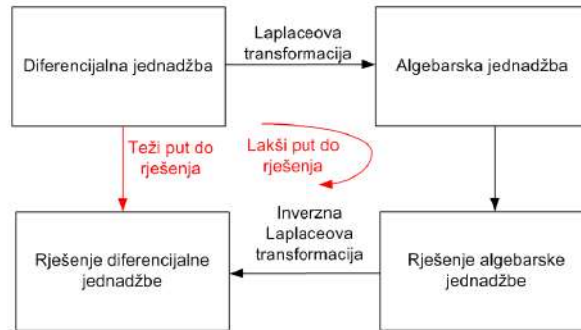 Diferencijalna jednadžba
Laplaceova
transformacija
Algebarska jednadžba
Teži put do
rješenja
Lakši put do
rješenja
Rješenje diferencijalne
jednadžbe
Inverzna
Laplaceova
transformacija
Rješenje algebarske
jednadžbe